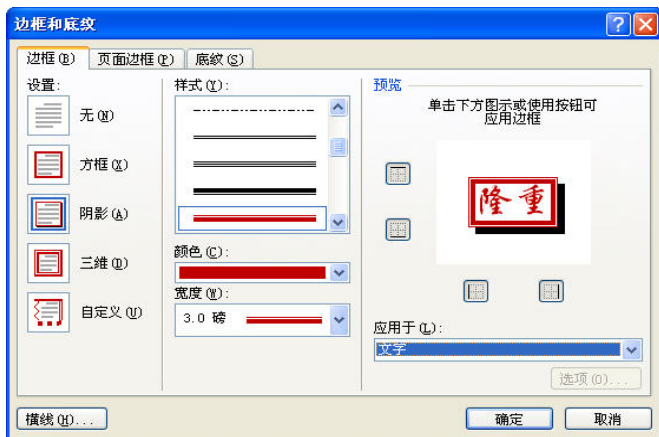 边框和底纹
边框(B)
页面边框(P)
底纹(S)
设置:
无(N)
方框(X)
阴影(A)
三维(D)
自定义(U)
样式(Y):
颜色(C):
宽度(W):
3.0 磅
预览
单击下方图示或使用按钮可
应用边框
隆重
应用于(L):
文字
选项(O)...
横线(H)...
确定
取消